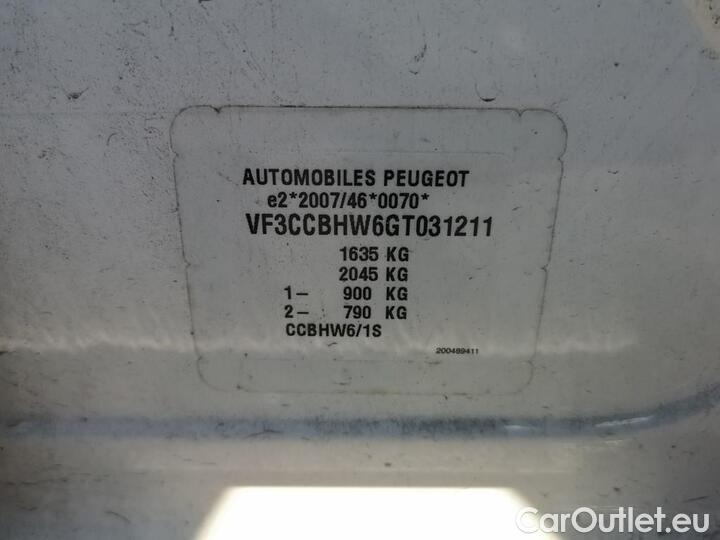 AUTOMOBILES PEUGEOT
e2*2007/46*0070*
VF3CCBHW6GT031211
1635 KG
2045 KG
1– 900 KG
2– 790 KG
CCBHW6/1S
200489411
CarOutlet.eu